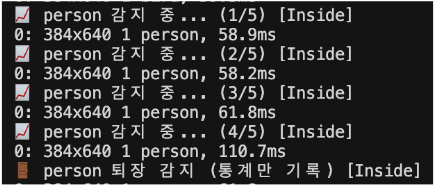 📈 person 감지 중... (1/5) [Inside]
0: 384x640 1 person, 58.9ms
📈 person 감지 중... (2/5) [Inside]
0: 384x640 1 person, 58.2ms
📈 person 감지 중... (3/5) [Inside]
0: 384x640 1 person, 61.8ms
📈 person 감지 중... (4/5) [Inside]
0: 384x640 1 person, 110.7ms
🚪 person 퇴장 감지 (통계만 기록) [Inside]